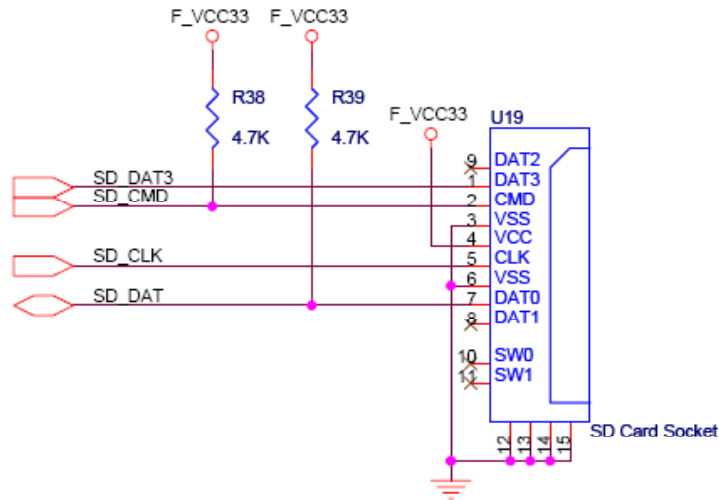 F_VCC33 F_VCC33
R38 R39
4.7K 4.7K
F_VCC33
U19
9 DAT2
SD_DAT3 1 DAT3
SD_CMD 2 CMD
3 VSS
4 VCC
SD_CLK 5 CLK
6 VSS
SD_DAT 7 DAT0
8 DAT1
10 SW0
11 SW1
12 13 14 15
SD Card Socket